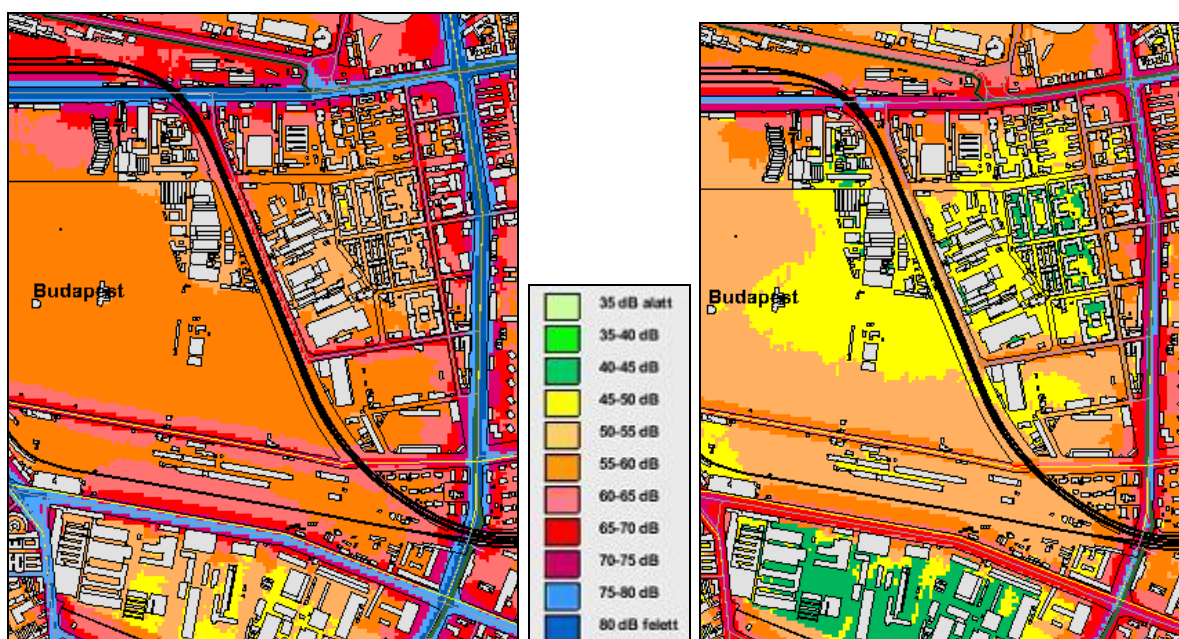 Budapest
35 dB alatt
35-40 dB
40-45 dB
45-50 dB
50-55 dB
55-60 dB
60-65 dB
65-70 dB
70-75 dB
75-80 dB
80 dB felett
Budapest